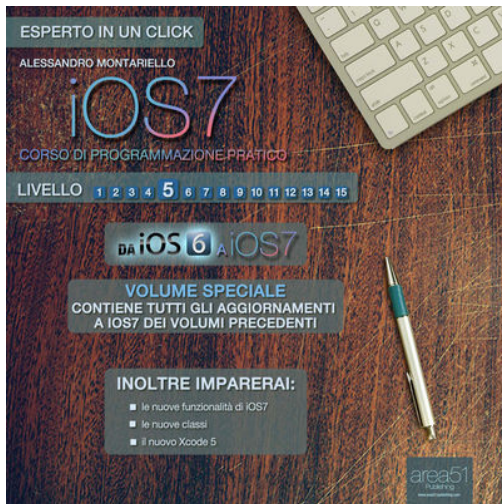 ESPERTO IN UN CLICK
ALESSANDRO MONTARIELLO
iOS7
CORSO DI PROGRAMMAZIONE PRATICO
LIVELLO 1 2 3 4 5 6 7 8 9 10 11 12 13 14 15
DA iOS 6 A iOS7
VOLUME SPECIALE
CONTIENE TUTTI GLI AGGIORNAMENTI
A IOS7 DEI VOLUMI PRECEDENTI
INOLTRE IMPARERAI:
le nuove funzionalità di iOS7
le nuove classi
il nuovo Xcode 5
area51
Publishing